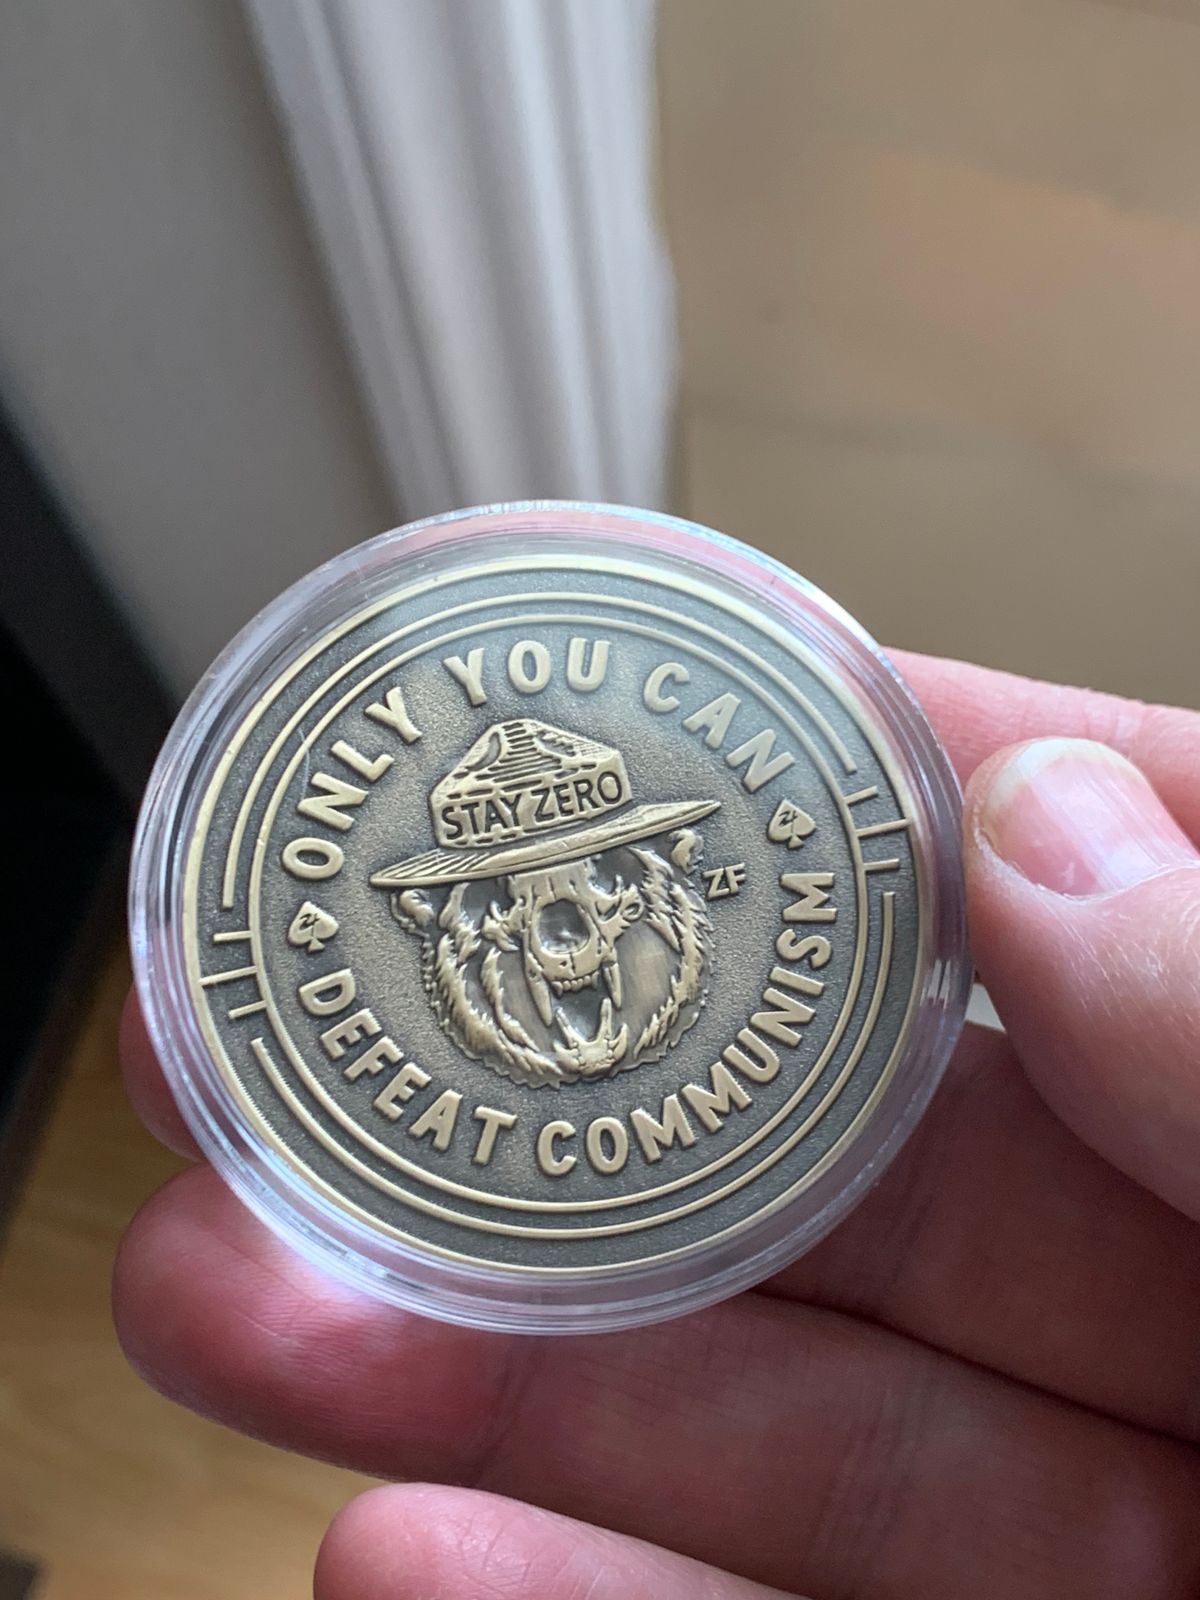 ONLY YOU CAN
STAY ZERO
ZF
DEFEAT COMMUNISM